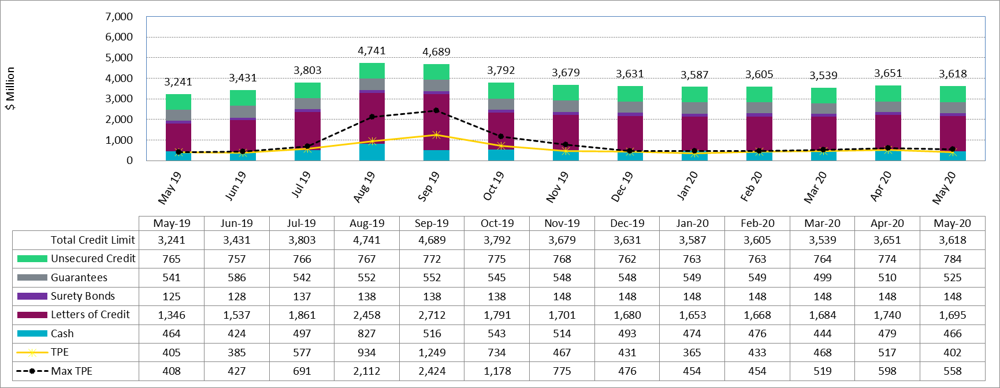 $ Million
7,000
6,000
5,000
4,000
3,000
2,000
1,000
0
3,241 3,431 3,803 4,741 4,689 3,792 3,679 3,631 3,587 3,605 3,539 3,651 3,618
May 19 Jun 19 Jul 19 Aug 19 Sep 19 Oct 19 Nov 19 Dec 19 Jan 20 Feb 20 Mar 20 Apr 20 May 20
May-19 Jun-19 Jul-19 Aug-19 Sep-19 Oct-19 Nov-19 Dec-19 Jan-20 Feb-20 Mar-20 Apr-20 May-20
Total Credit Limit 3,241 3,431 3,803 4,741 4,689 3,792 3,679 3,631 3,587 3,605 3,539 3,651 3,618
Unsecured Credit 765 757 766 767 772 775 768 762 763 763 764 774 784
Guarantees 541 586 542 552 552 545 548 548 549 549 499 510 525
Surety Bonds 125 128 137 138 138 138 148 148 148 148 148 148 148
Letters of Credit 1,346 1,537 1,861 2,458 2,712 1,791 1,701 1,680 1,653 1,668 1,684 1,740 1,695
Cash 464 424 497 827 516 543 514 493 474 476 444 479 466
TPE 405 385 577 934 1,249 734 467 431 365 433 468 517 402
Max TPE 408 427 691 2,112 2,424 1,178 775 476 454 454 519 598 558